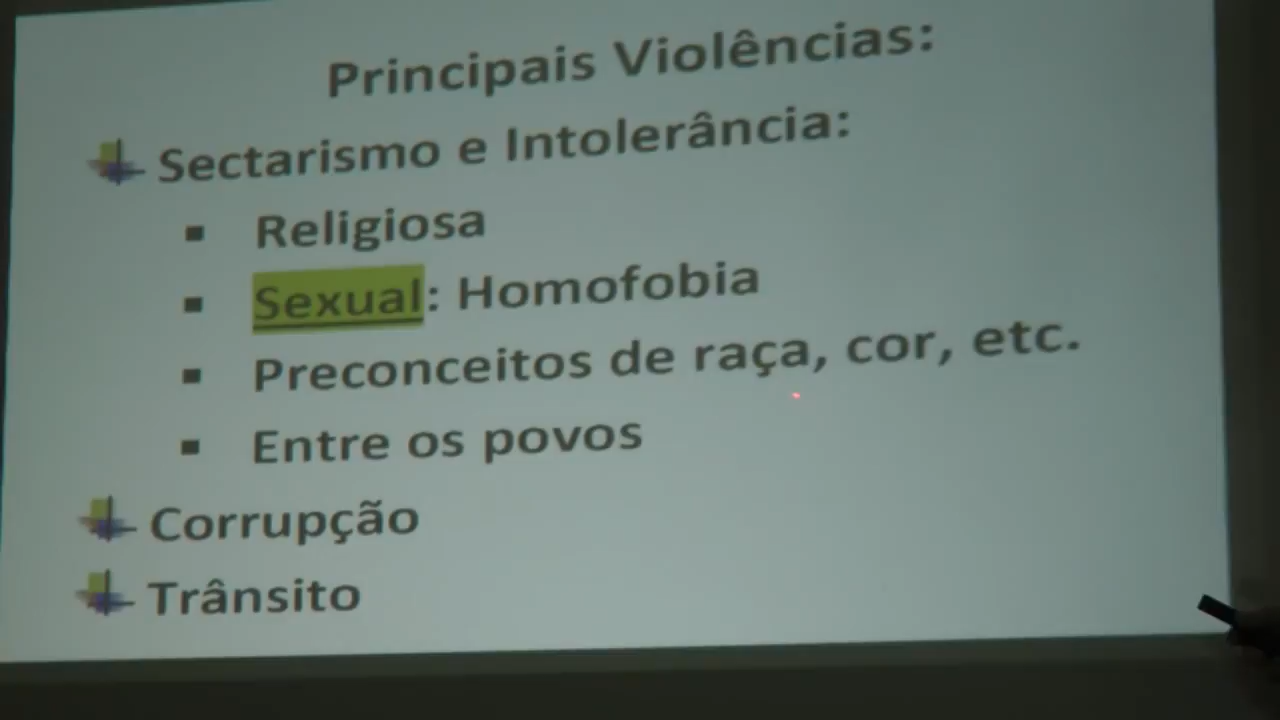 Principais Violências:
Sectarismo e Intolerância:
Religiosa
Sexual: Homofobia
Preconceitos de raça, cor, etc.
Entre os povos
Corrupção
Trânsito